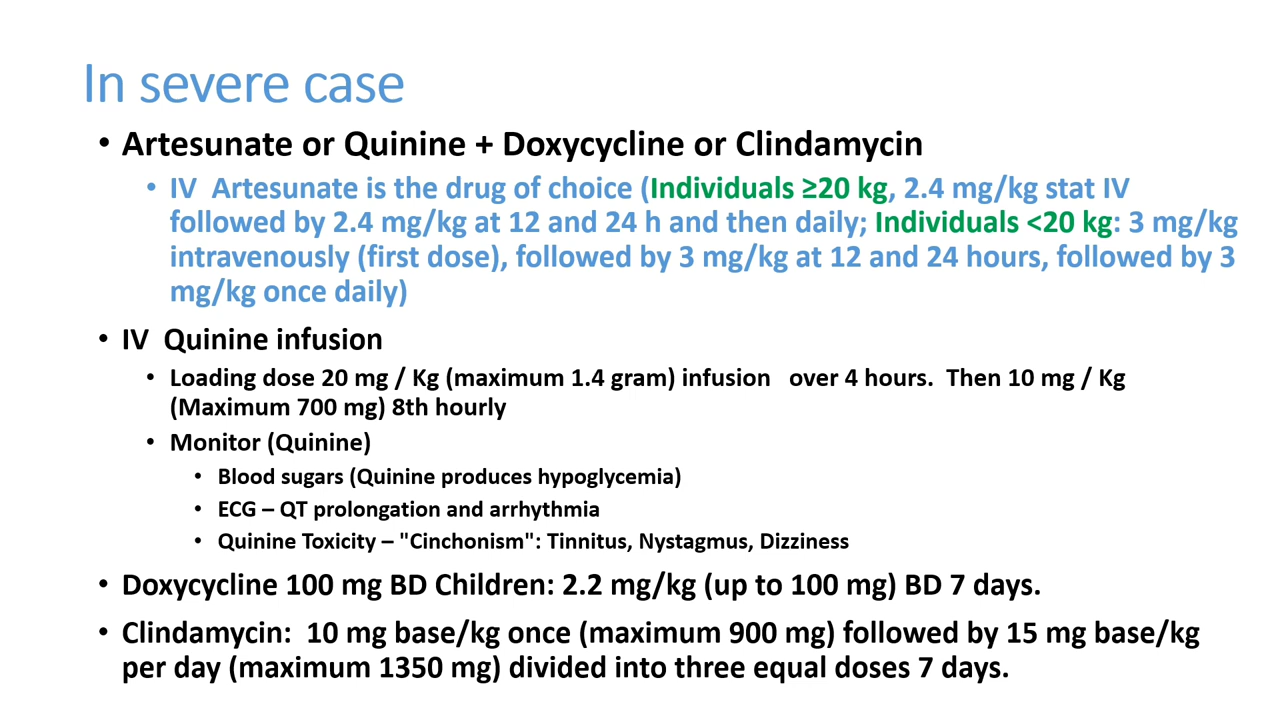 In severe case
• Artesunate or Quinine + Doxycycline or Clindamycin
• IV Artesunate is the drug of choice (Individuals ≥20 kg, 2.4 mg/kg stat IV
followed by 2.4 mg/kg at 12 and 24 h and then daily; Individuals <20 kg: 3 mg/kg
intravenously (first dose), followed by 3 mg/kg at 12 and 24 hours, followed by 3
mg/kg once daily)
• IV Quinine infusion
• Loading dose 20 mg / Kg (maximum 1.4 gram) infusion over 4 hours. Then 10 mg / Kg
(Maximum 700 mg) 8th hourly
• Monitor (Quinine)
• Blood sugars (Quinine produces hypoglycemia)
• ECG – QT prolongation and arrhythmia
• Quinine Toxicity – "Cinchonism": Tinnitus, Nystagmus, Dizziness
• Doxycycline 100 mg BD Children: 2.2 mg/kg (up to 100 mg) BD 7 days.
• Clindamycin: 10 mg base/kg once (maximum 900 mg) followed by 15 mg base/kg
per day (maximum 1350 mg) divided into three equal doses 7 days.